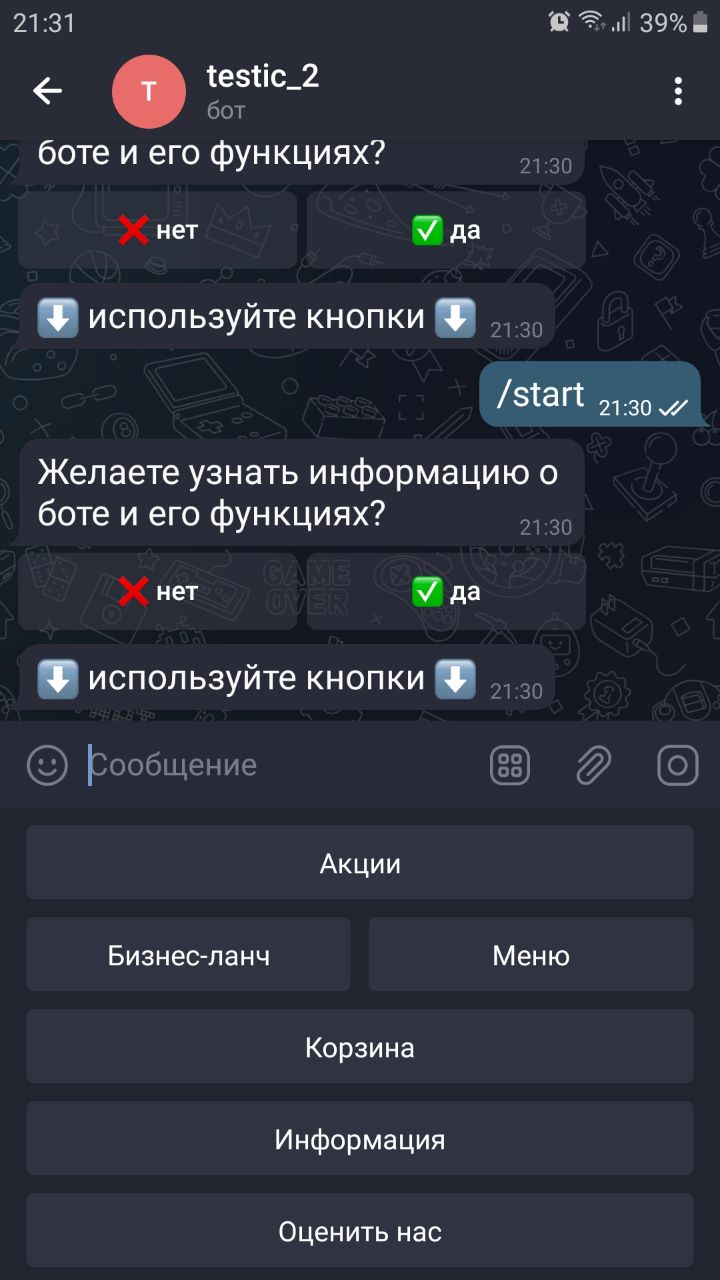 21:31
39%
T
testic_2
бот
боте и его функциях?
21:30
❌ нет
✅ да
⬇️ используйте кнопки ⬇️
21:30
/start
21:30
Желаете узнать информацию о
боте и его функциях?
21:30
GAME
OVER
❌ нет
✅ да
⬇️ используйте кнопки ⬇️
21:30
Сообщение
Акции
Бизнес-ланч
Меню
Корзина
Информация
Оценить нас